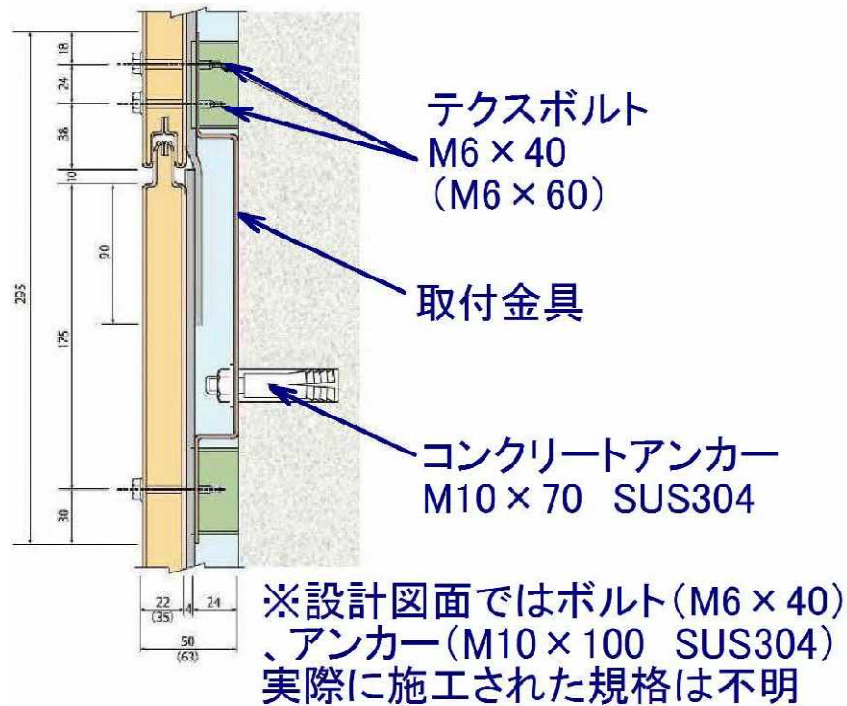 18
24
38
10
90
295
175
30
テクスボルト
M6×40
(M6×60)
取付金具
コンクリートアンカー
M10×70 SUS304
22
(35)
4
24
50
(63)
※設計図面ではボルト(M6×40)
、アンカー(M10×100 SUS304)
実際に施工された規格は不明